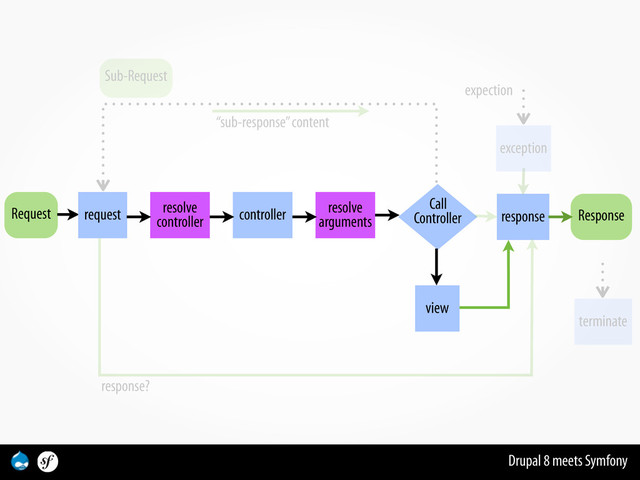 Sub-Request
expection
"sub-response" content
exception
Request
request
resolve
controller
controller
resolve
arguments
Call
Controller
response
Response
view
terminate
response?
sf
Drupal 8 meets Symfony